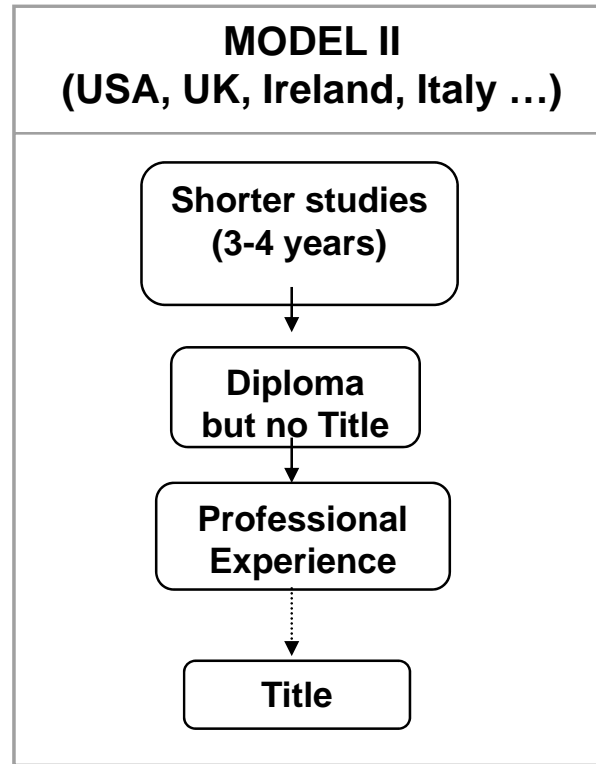 MODEL II
(USA, UK, Ireland, Italy …)
Shorter studies
(3-4 years)
Diploma
but no Title
Professional
Experience
Title